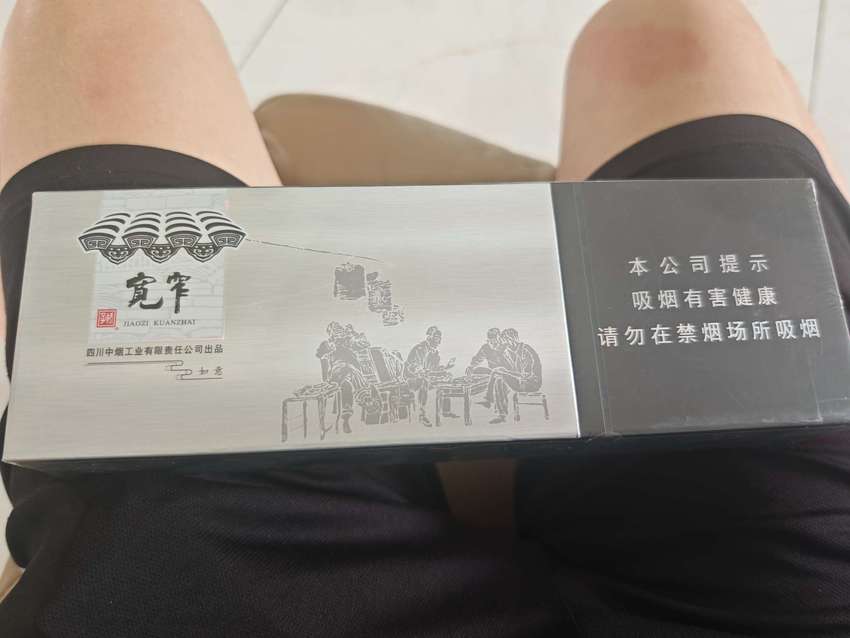 宽窄
JIAOZI KUANZHAI
四川中烟工业有限责任公司出品
如意
本公司提示
吸烟有害健康
请勿在禁烟场所吸烟